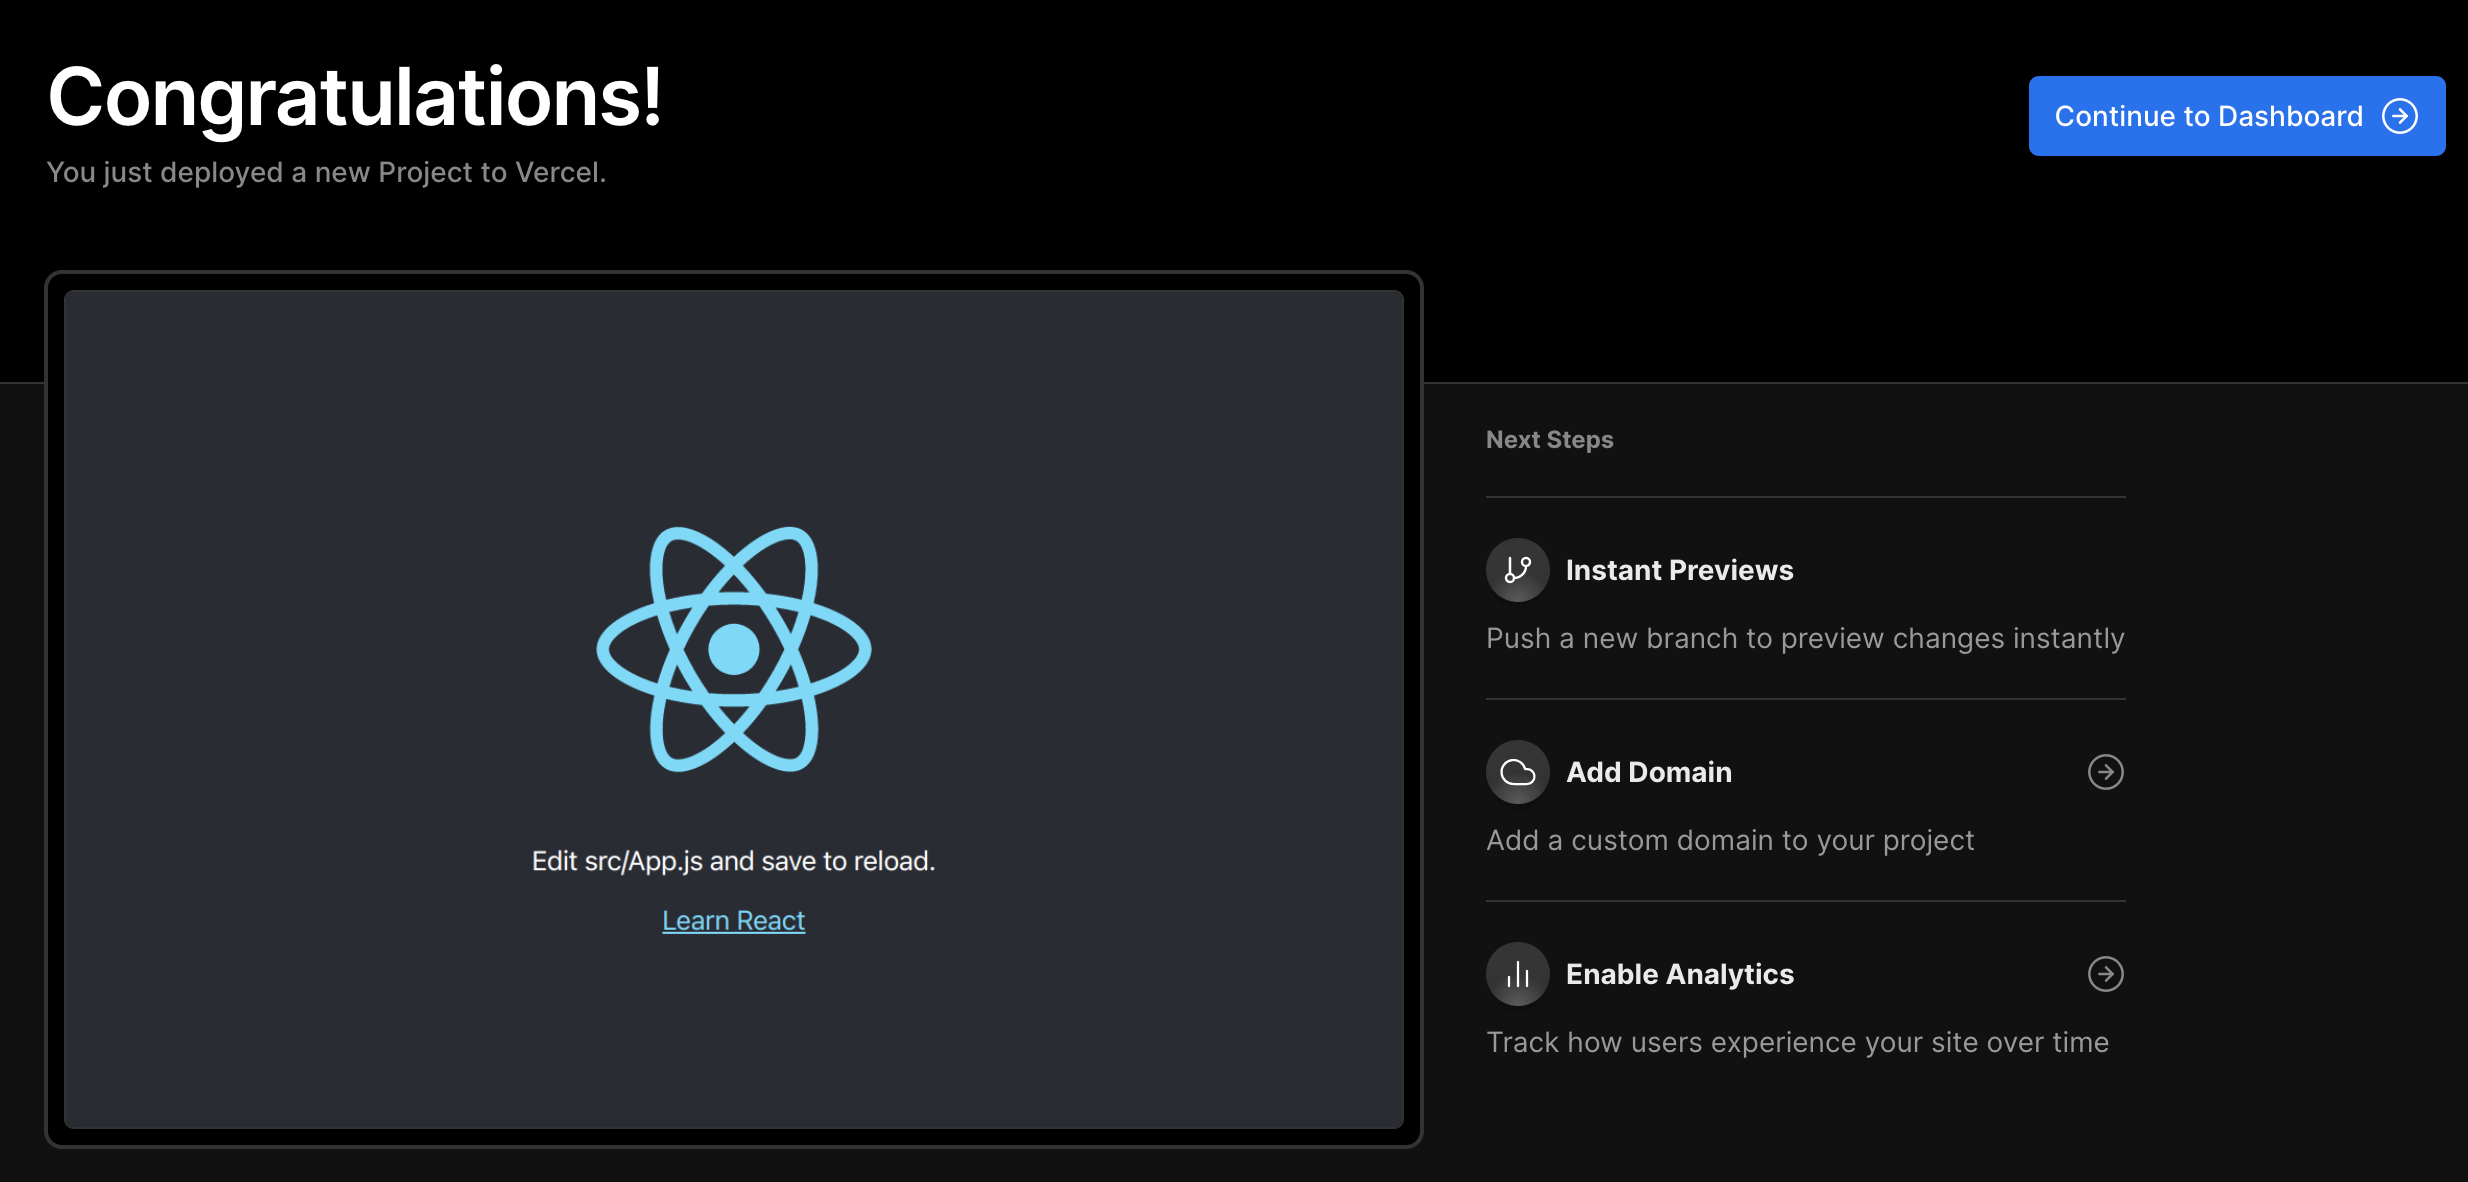 Congratulations!
You just deployed a new Project to Vercel.
Continue to Dashboard
Edit src/App.js and save to reload.
Learn React
Next Steps
Instant Previews
Push a new branch to preview changes instantly
Add Domain
Add a custom domain to your project
Enable Analytics
Track how users experience your site over time